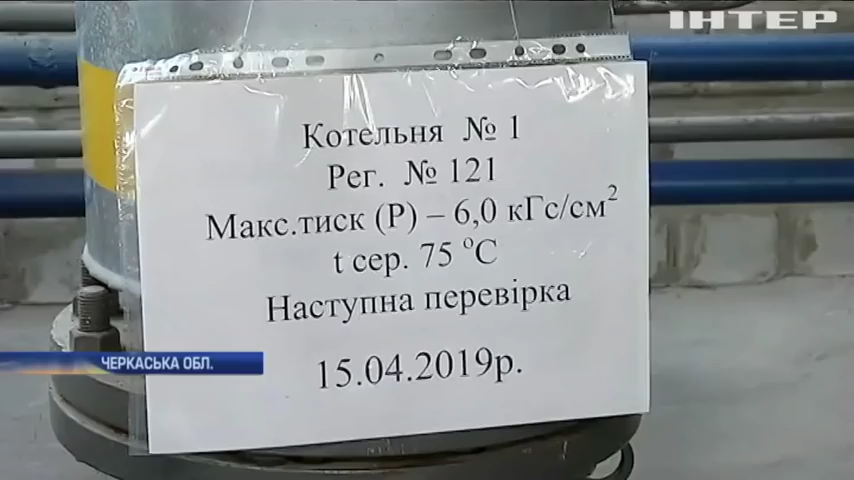 ІНТЕР
Котельня № 1
Рег. № 121
Макс.тиск (Р) – 6,0 кГс/см²
t сер. 75 ºС
Наступна перевірка
15.04.2019р.
ЧЕРКАСЬКА ОБЛ.